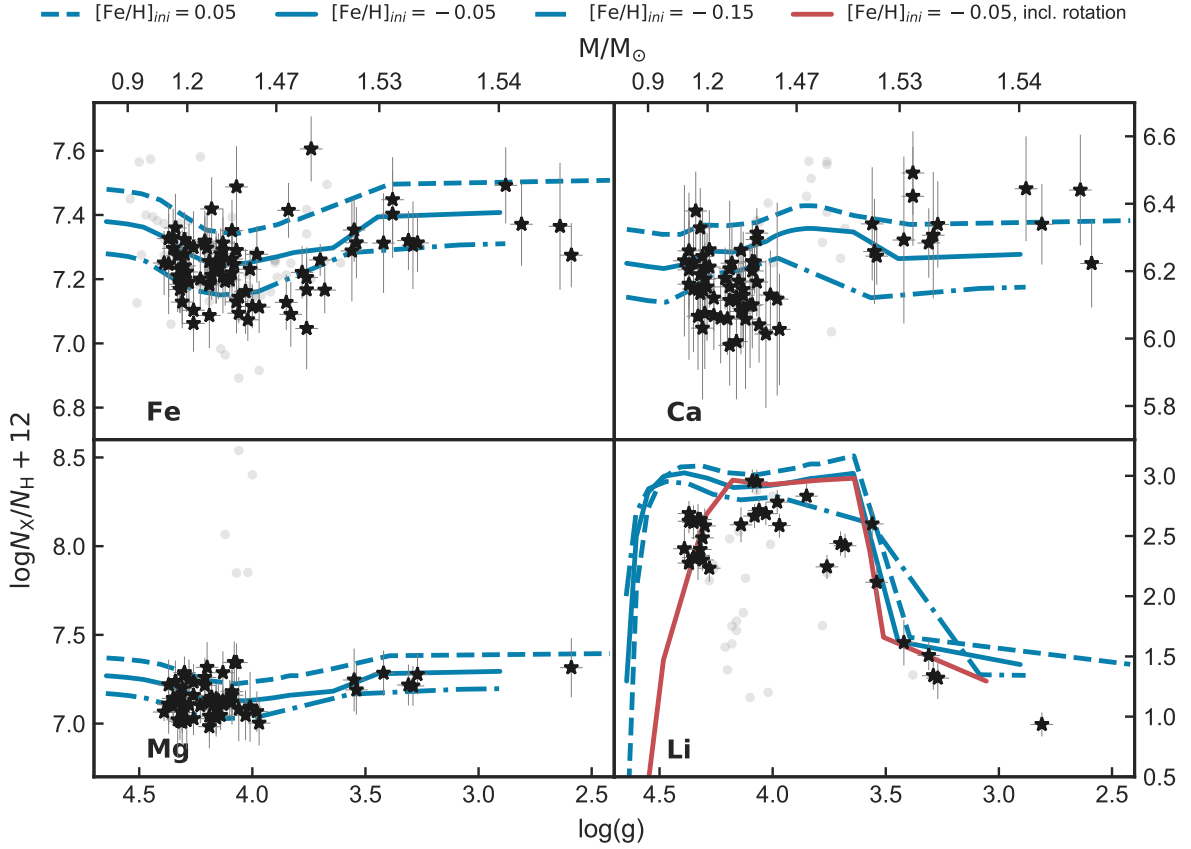 [Fe/H]ini = 0.05 [Fe/H]ini = −0.05 [Fe/H]ini = −0.15 [Fe/H]ini = −0.05, incl. rotation
M/M⊙
0.9 1.2 1.47 1.53 1.54 0.9 1.2 1.47 1.53 1.54
7.6 6.6
7.4 6.4
7.2 6.2
7.0 6.0
6.8 5.8
Fe Ca
logNX/NH + 12
8.5 3.0
8.0 2.5
2.0
7.5 1.5
7.0 1.0
Mg Li
0.5
4.5 4.0 3.5 3.0 2.5 4.5 4.0 3.5 3.0 2.5
log(g)